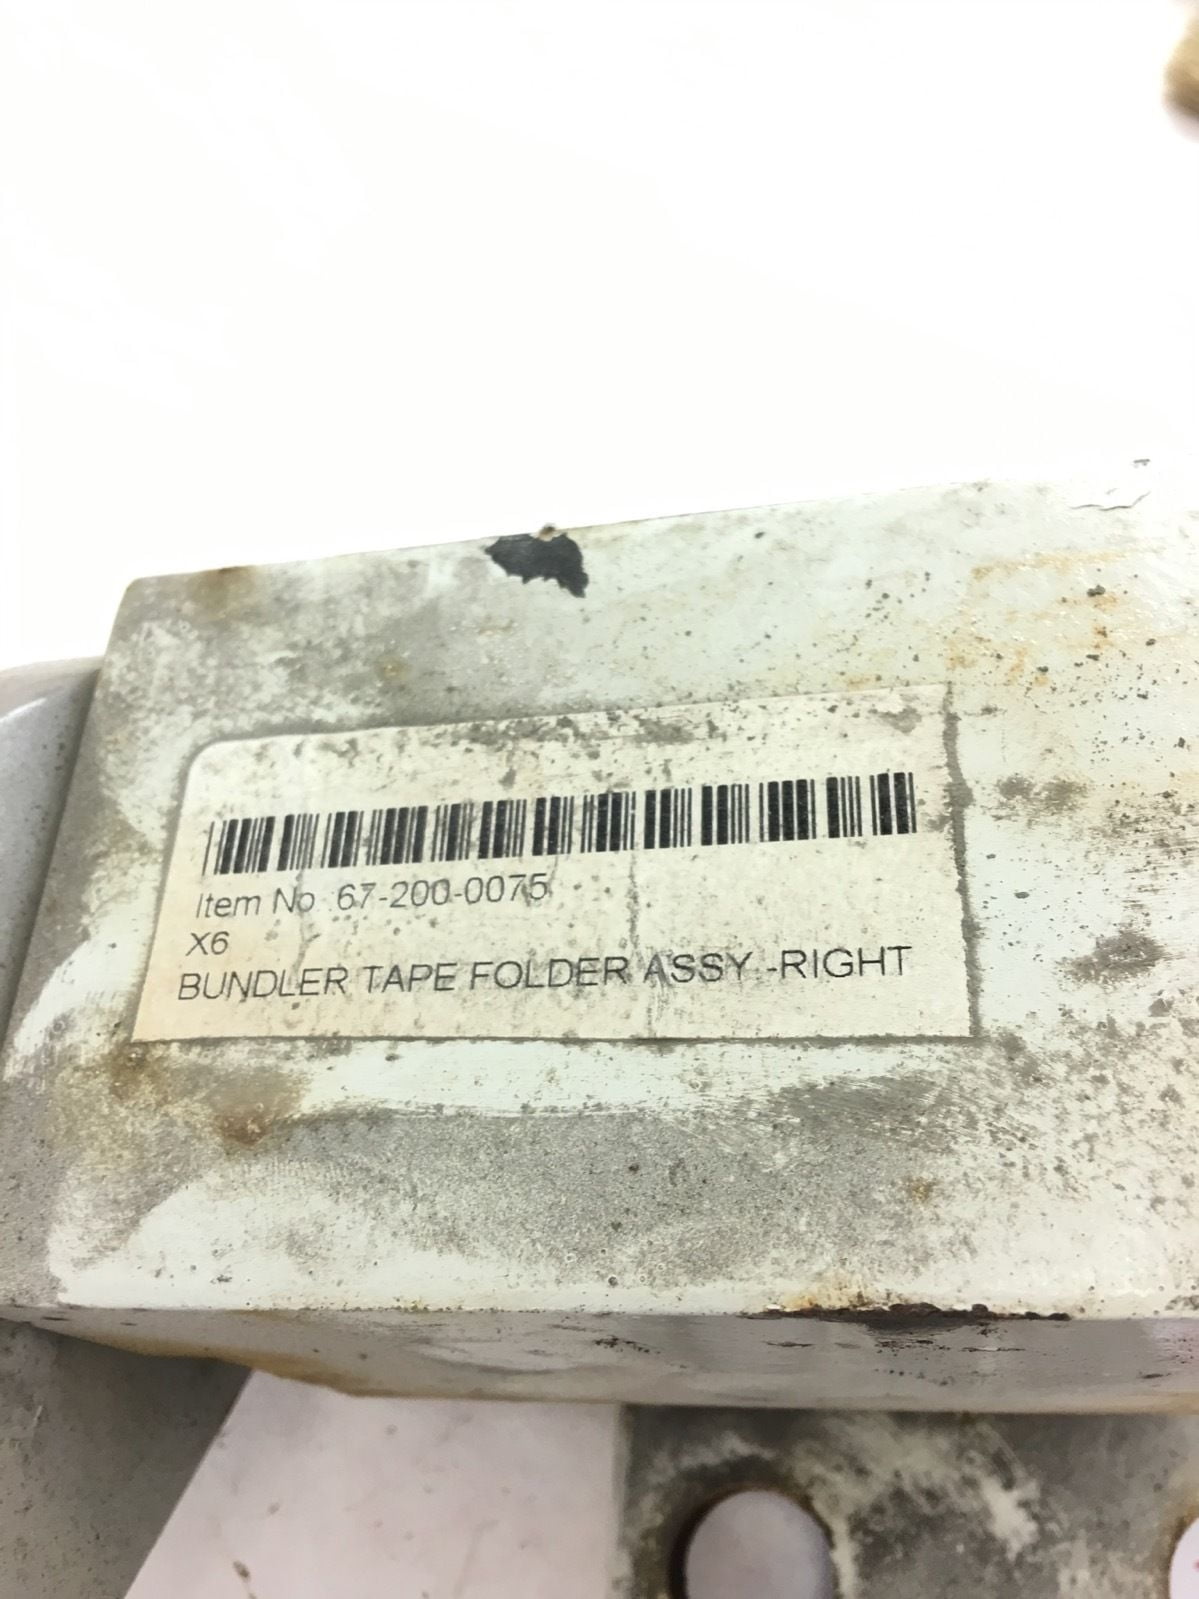 Item No 67-200-0075
X6
BUNDLER TAPE FOLDER ASSY -RIGHT